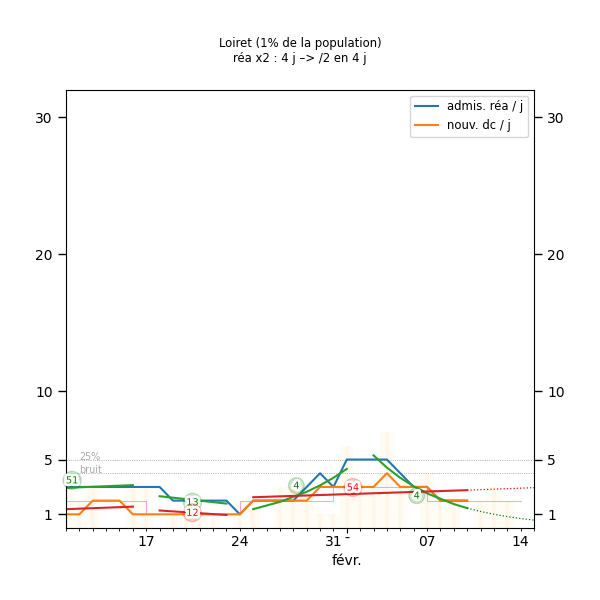 Loiret (1% de la population)
réa x2 : 4 j –> /2 en 4 j
admis. réa / j
nouv. dc / j
30 30
20 20
10 10
5 5
1 1
25%
bruit
51
13
12
4
54
4
17 24 31 07 14
févr.